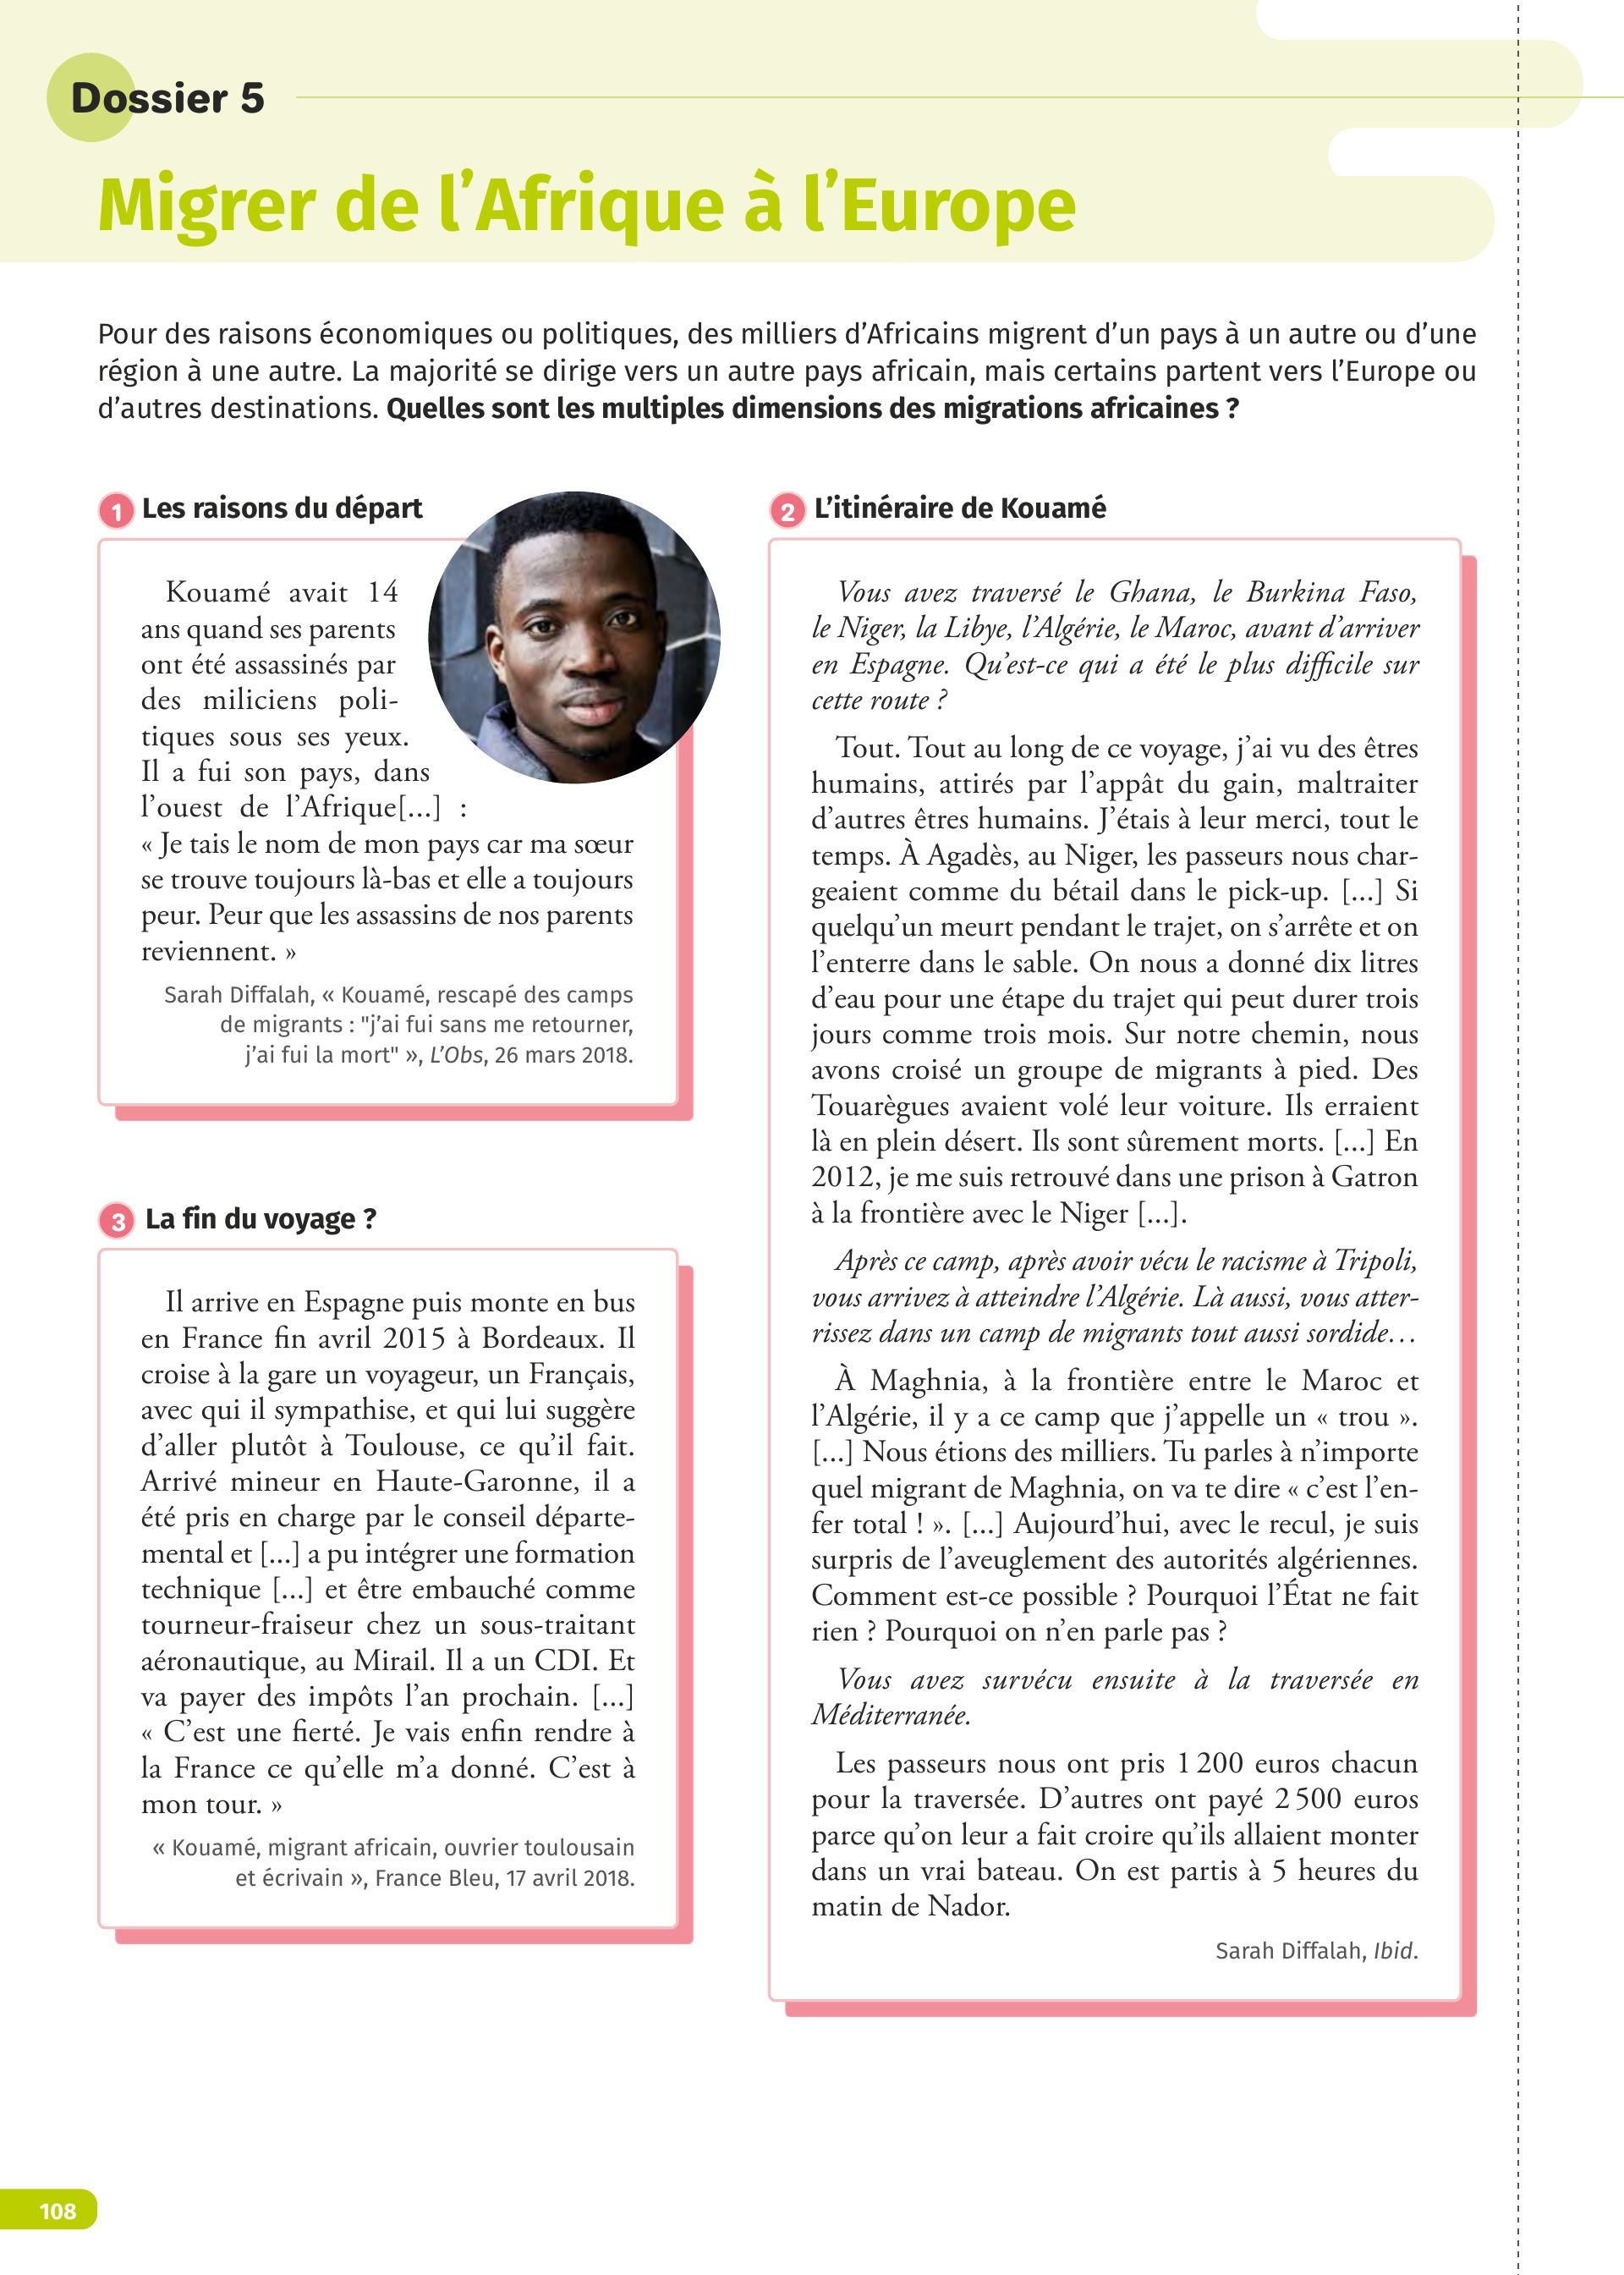 Dossier 5
Migrer de l’Afrique à l’Europe
Pour des raisons économiques ou politiques, des milliers d’Africains migrent d’un pays à un autre ou d’une
région à une autre. La majorité se dirige vers un autre pays africain, mais certains partent vers l’Europe ou
d’autres destinations. Quelles sont les multiples dimensions des migrations africaines ?
1 Les raisons du départ
Kouamé avait 14
ans quand ses parents
ont été assassinés par
des miliciens poli-
tiques sous ses yeux.
Il a fui son pays, dans
l’ouest de l’Afrique[...] :
« Je tais le nom de mon pays car ma sœur
se trouve toujours là-bas et elle a toujours
peur. Peur que les assassins de nos parents
reviennent. »
Sarah Diffalah, « Kouamé, rescapé des camps
de migrants : "j’ai fui sans me retourner,
j’ai fui la mort" », L’Obs, 26 mars 2018.
2 L’itinéraire de Kouamé
Vous avez traversé le Ghana, le Burkina Faso,
le Niger, la Libye, l’Algérie, le Maroc, avant d’arriver
en Espagne. Qu’est-ce qui a été le plus difficile sur
cette route ?
Tout. Tout au long de ce voyage, j’ai vu des êtres
humains, attirés par l’appât du gain, maltraiter
d’autres êtres humains. J’étais à leur merci, tout le
temps. À Agadès, au Niger, les passeurs nous char-
geaient comme du bétail dans le pick-up. [...] Si
quelqu’un meurt pendant le trajet, on s’arrête et on
l’enterre dans le sable. On nous a donné dix litres
d’eau pour une étape du trajet qui peut durer trois
jours comme trois mois. Sur notre chemin, nous
avons croisé un groupe de migrants à pied. Des
Touarègues avaient volé leur voiture. Ils erraient
là en plein désert. Ils sont sûrement morts. [...] En
2012, je me suis retrouvé dans une prison à Gatron
à la frontière avec le Niger [...].
Après ce camp, après avoir vécu le racisme à Tripoli,
vous arrivez à atteindre l’Algérie. Là aussi, vous atter-
rissez dans un camp de migrants tout aussi sordide…
À Maghnia, à la frontière entre le Maroc et
l’Algérie, il y a ce camp que j’appelle un « trou ».
[...] Nous étions des milliers. Tu parles à n’importe
quel migrant de Maghnia, on va te dire « c’est l’en-
fer total ! ». [...] Aujourd’hui, avec le recul, je suis
surpris de l’aveuglement des autorités algériennes.
Comment est-ce possible ? Pourquoi l’État ne fait
rien ? Pourquoi on n’en parle pas ?
Vous avez survécu ensuite à la traversée en
Méditerranée.
Les passeurs nous ont pris 1 200 euros chacun
pour la traversée. D’autres ont payé 2 500 euros
parce qu’on leur a fait croire qu’ils allaient monter
dans un vrai bateau. On est partis à 5 heures du
matin de Nador.
Sarah Diffalah, Ibid.
3 La fin du voyage ?
Il arrive en Espagne puis monte en bus
en France fin avril 2015 à Bordeaux. Il
croise à la gare un voyageur, un Français,
avec qui il sympathise, et qui lui suggère
d’aller plutôt à Toulouse, ce qu’il fait.
Arrivé mineur en Haute-Garonne, il a
été pris en charge par le conseil départe-
mental et [...] a pu intégrer une formation
technique [...] et être embauché comme
tourneur-fraiseur chez un sous-traitant
aéronautique, au Mirail. Il a un CDI. Et
va payer des impôts l’an prochain. [...]
« C’est une fierté. Je vais enfin rendre à
la France ce qu’elle m’a donné. C’est à
mon tour. »
« Kouamé, migrant africain, ouvrier toulousain
et écrivain », France Bleu, 17 avril 2018.
108